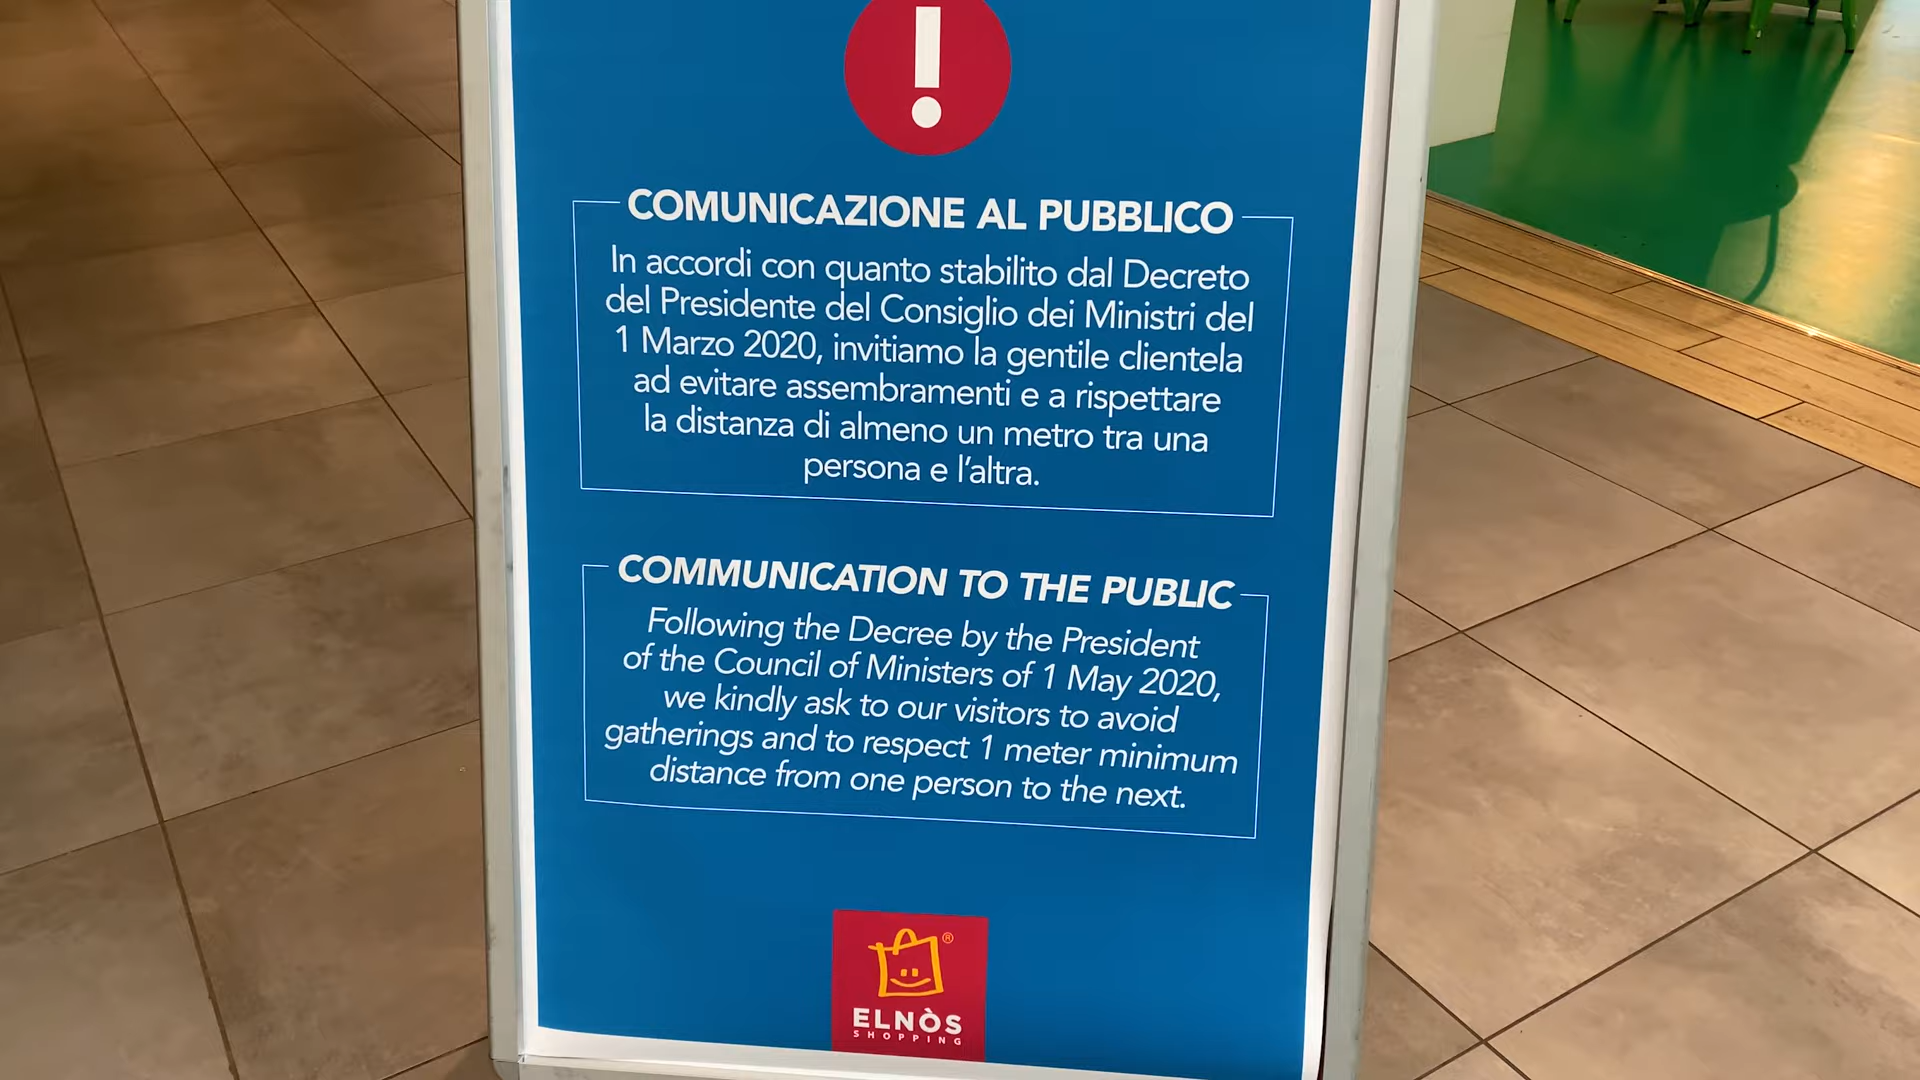 !
COMUNICAZIONE AL PUBBLICO
In accordi con quanto stabilito dal Decreto
del Presidente del Consiglio dei Ministri del
1 Marzo 2020, invitiamo la gentile clientela
ad evitare assembramenti e a rispettare
la distanza di almeno un metro tra una
persona e l'altra.
COMMUNICATION TO THE PUBLIC
Following the Decree by the President
of the Council of Ministers of 1 May 2020,
we kindly ask to our visitors to avoid
gatherings and to respect 1 meter minimum
distance from one person to the next.
®
ELNÒS
SHOPPING